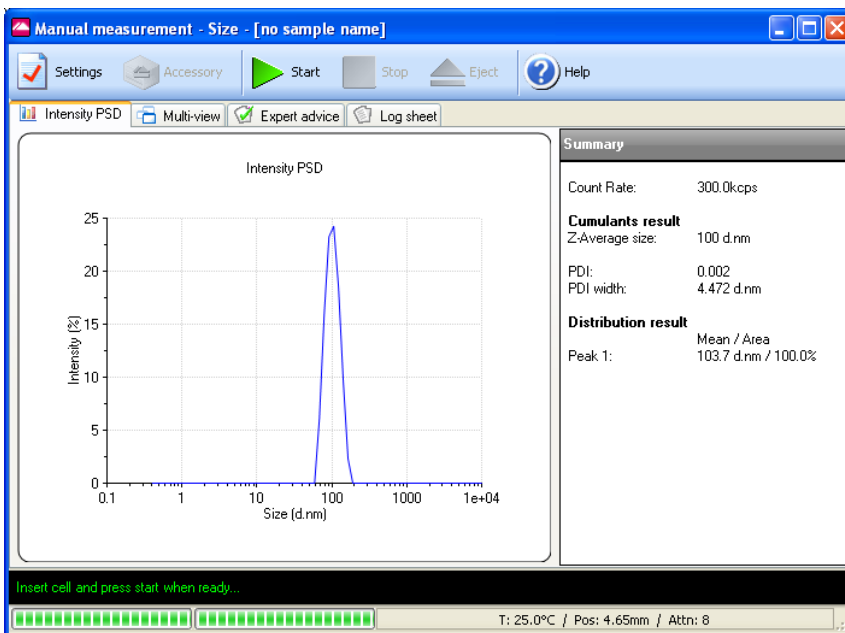 Manual measurement - Size - [no sample name]
Settings Accessory Start Stop Eject Help
Intensity PSD Multi-view Expert advice Log sheet
Intensity PSD
25
20
15
10
5
0
Intensity (%)
0.1 1 10 100 1000 1e+04
Size (d.nm)
Summary
Count Rate: 300.0kcps
Cumulants result
Z-Average size: 100 d.nm
PDI: 0.002
PDI width: 4.472 d.nm
Distribution result
Mean / Area
Peak 1: 103.7 d.nm / 100.0%
Insert cell and press start when ready...
T: 25.0ºC / Pos: 4.65mm / Attn: 8